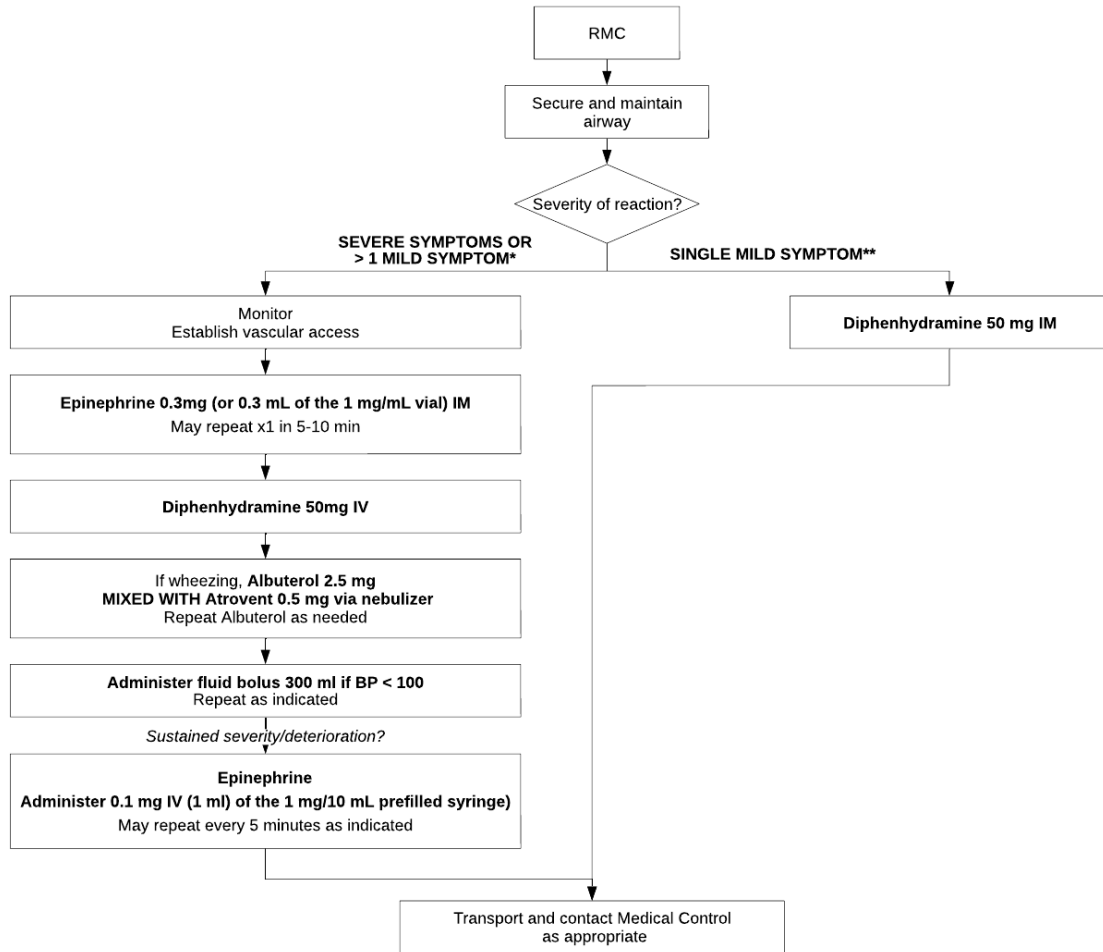 RMC
Secure and maintain
airway
Severity of reaction?
SEVERE SYMPTOMS OR
> 1 MILD SYMPTOM*
SINGLE MILD SYMPTOM**
Monitor
Establish vascular access
Diphenhydramine 50 mg IM
Epinephrine 0.3mg (or 0.3 mL of the 1 mg/mL vial) IM
May repeat x1 in 5-10 min
Diphenhydramine 50mg IV
If wheezing, Albuterol 2.5 mg
MIXED WITH Atrovent 0.5 mg via nebulizer
Repeat Albuterol as needed
Administer fluid bolus 300 ml if BP < 100
Repeat as indicated
Sustained severity/deterioration?
Epinephrine
Administer 0.1 mg IV (1 ml) of the 1 mg/10 mL prefilled syringe)
May repeat every 5 minutes as indicated
Transport and contact Medical Control
as appropriate